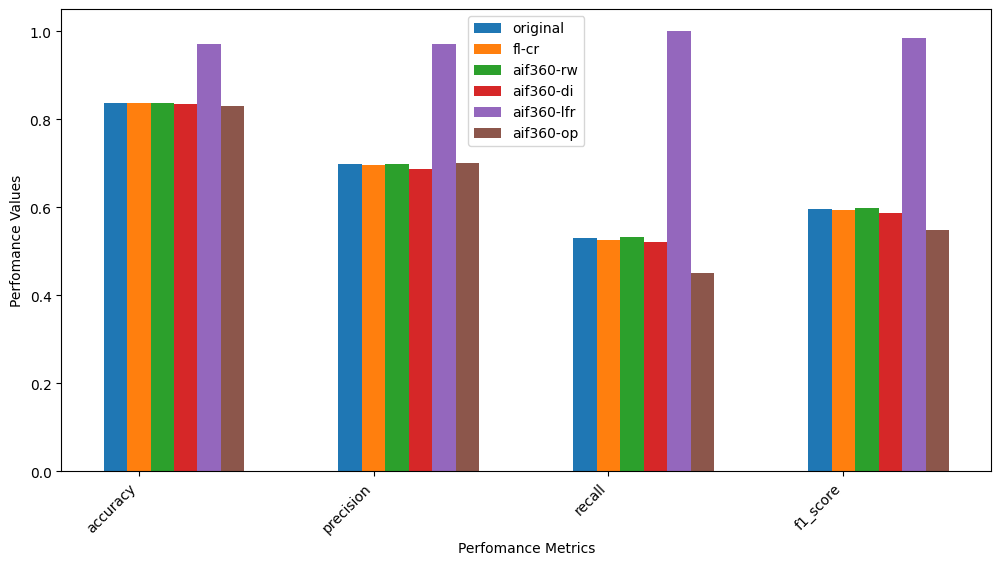 original
fl-cr
aif360-rw
aif360-di
aif360-lfr
aif360-op
1.0
0.8
0.6
0.4
0.2
0.0
Perfomance Values
accuracy
precision
recall
f1_score
Perfomance Metrics